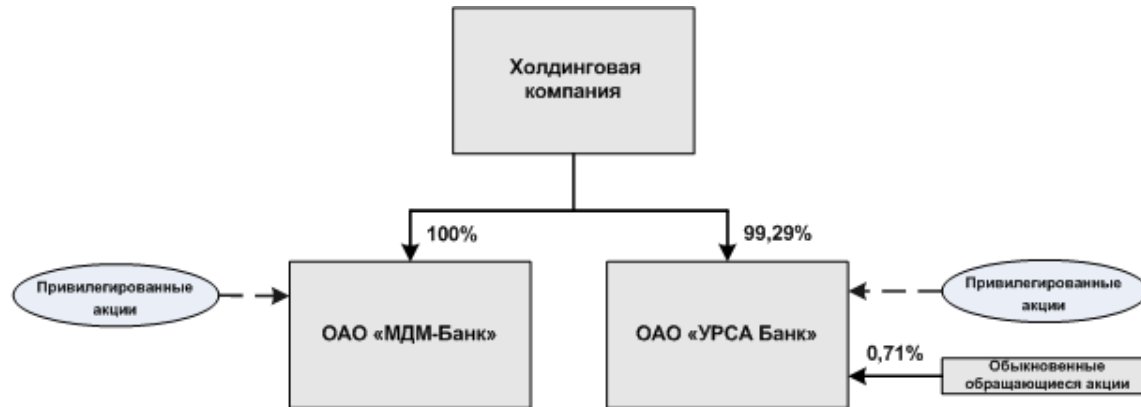 Холдинговая
компания
100%
99,29%
Привилегированные
акции
ОАО «МДМ-Банк»
ОАО «УРСА Банк»
Привилегированные
акции
0,71%
Обыкновенные
обращающиеся акции